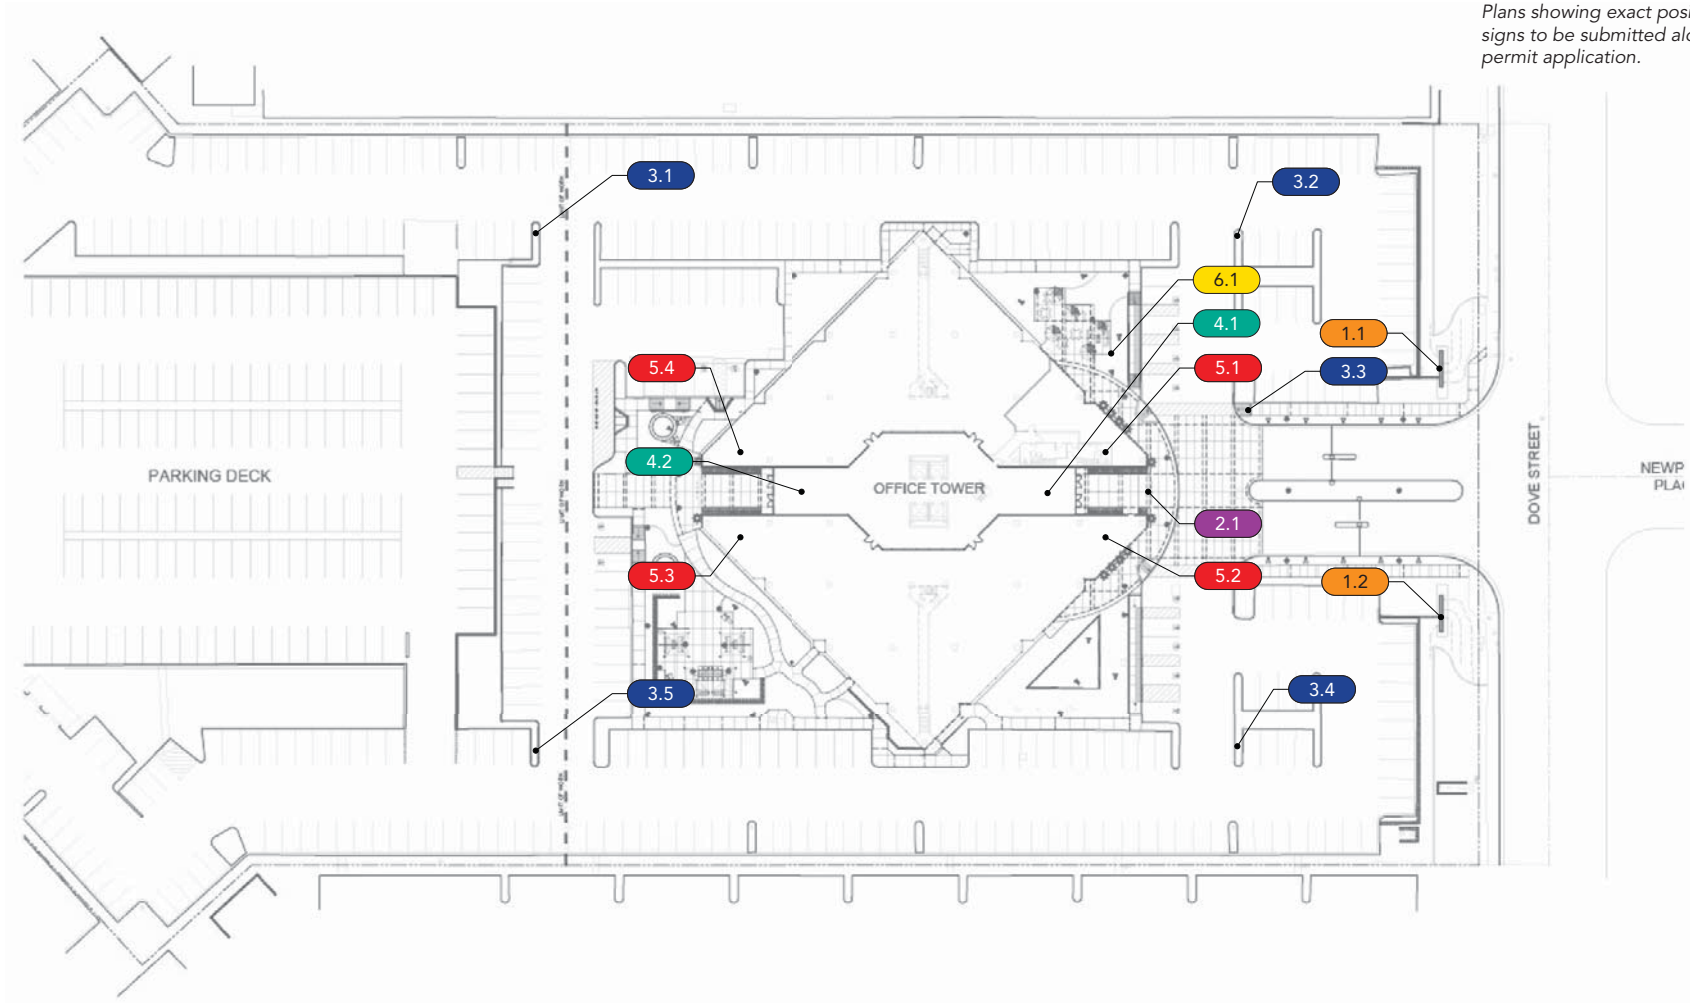 Plans showing exact posi
signs to be submitted alo
permit application.
3.1
3.2
6.1
4.1
1.1
5.4
5.1
3.3
4.2
PARKING DECK
OFFICE TOWER
DOVE STREET
NEWP
PLA
2.1
5.3
5.2
1.2
3.5
3.4